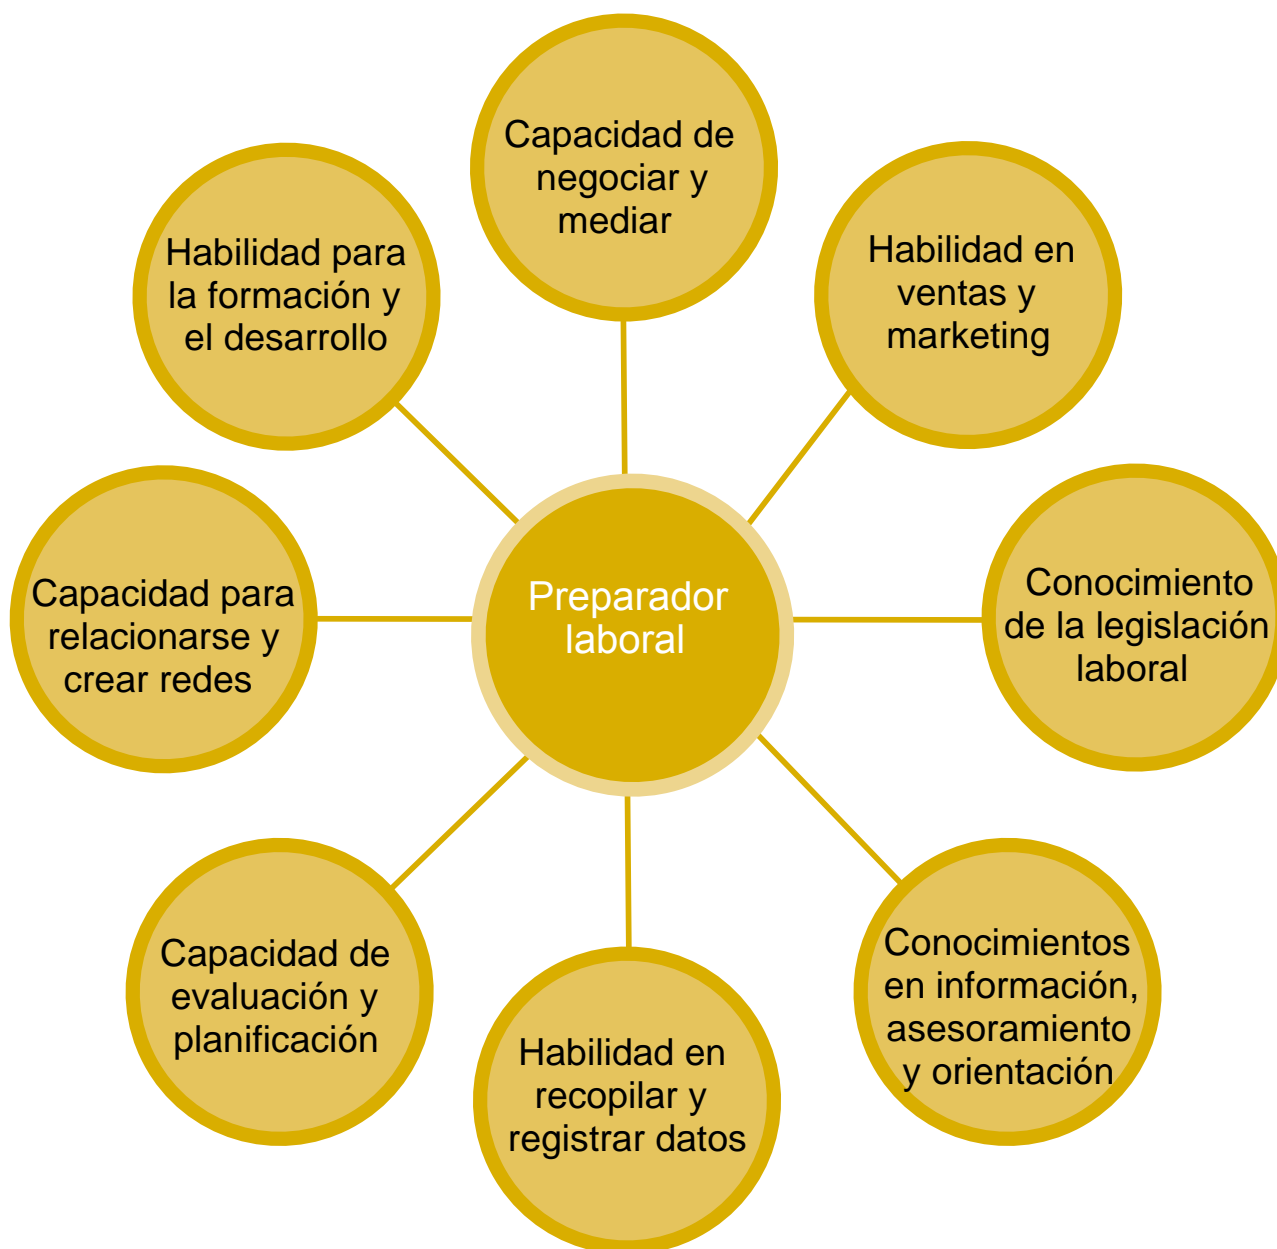 Capacidad de
negociar y
mediar
Habilidad en
ventas y
marketing
Conocimiento
de la legislación
laboral
Conocimientos
en información,
asesoramiento
y orientación
Habilidad en
recopilar y
registrar datos
Capacidad de
evaluación y
planificación
Capacidad para
relacionarse y
crear redes
Habilidad para
la formación y
el desarrollo
Preparador
laboral